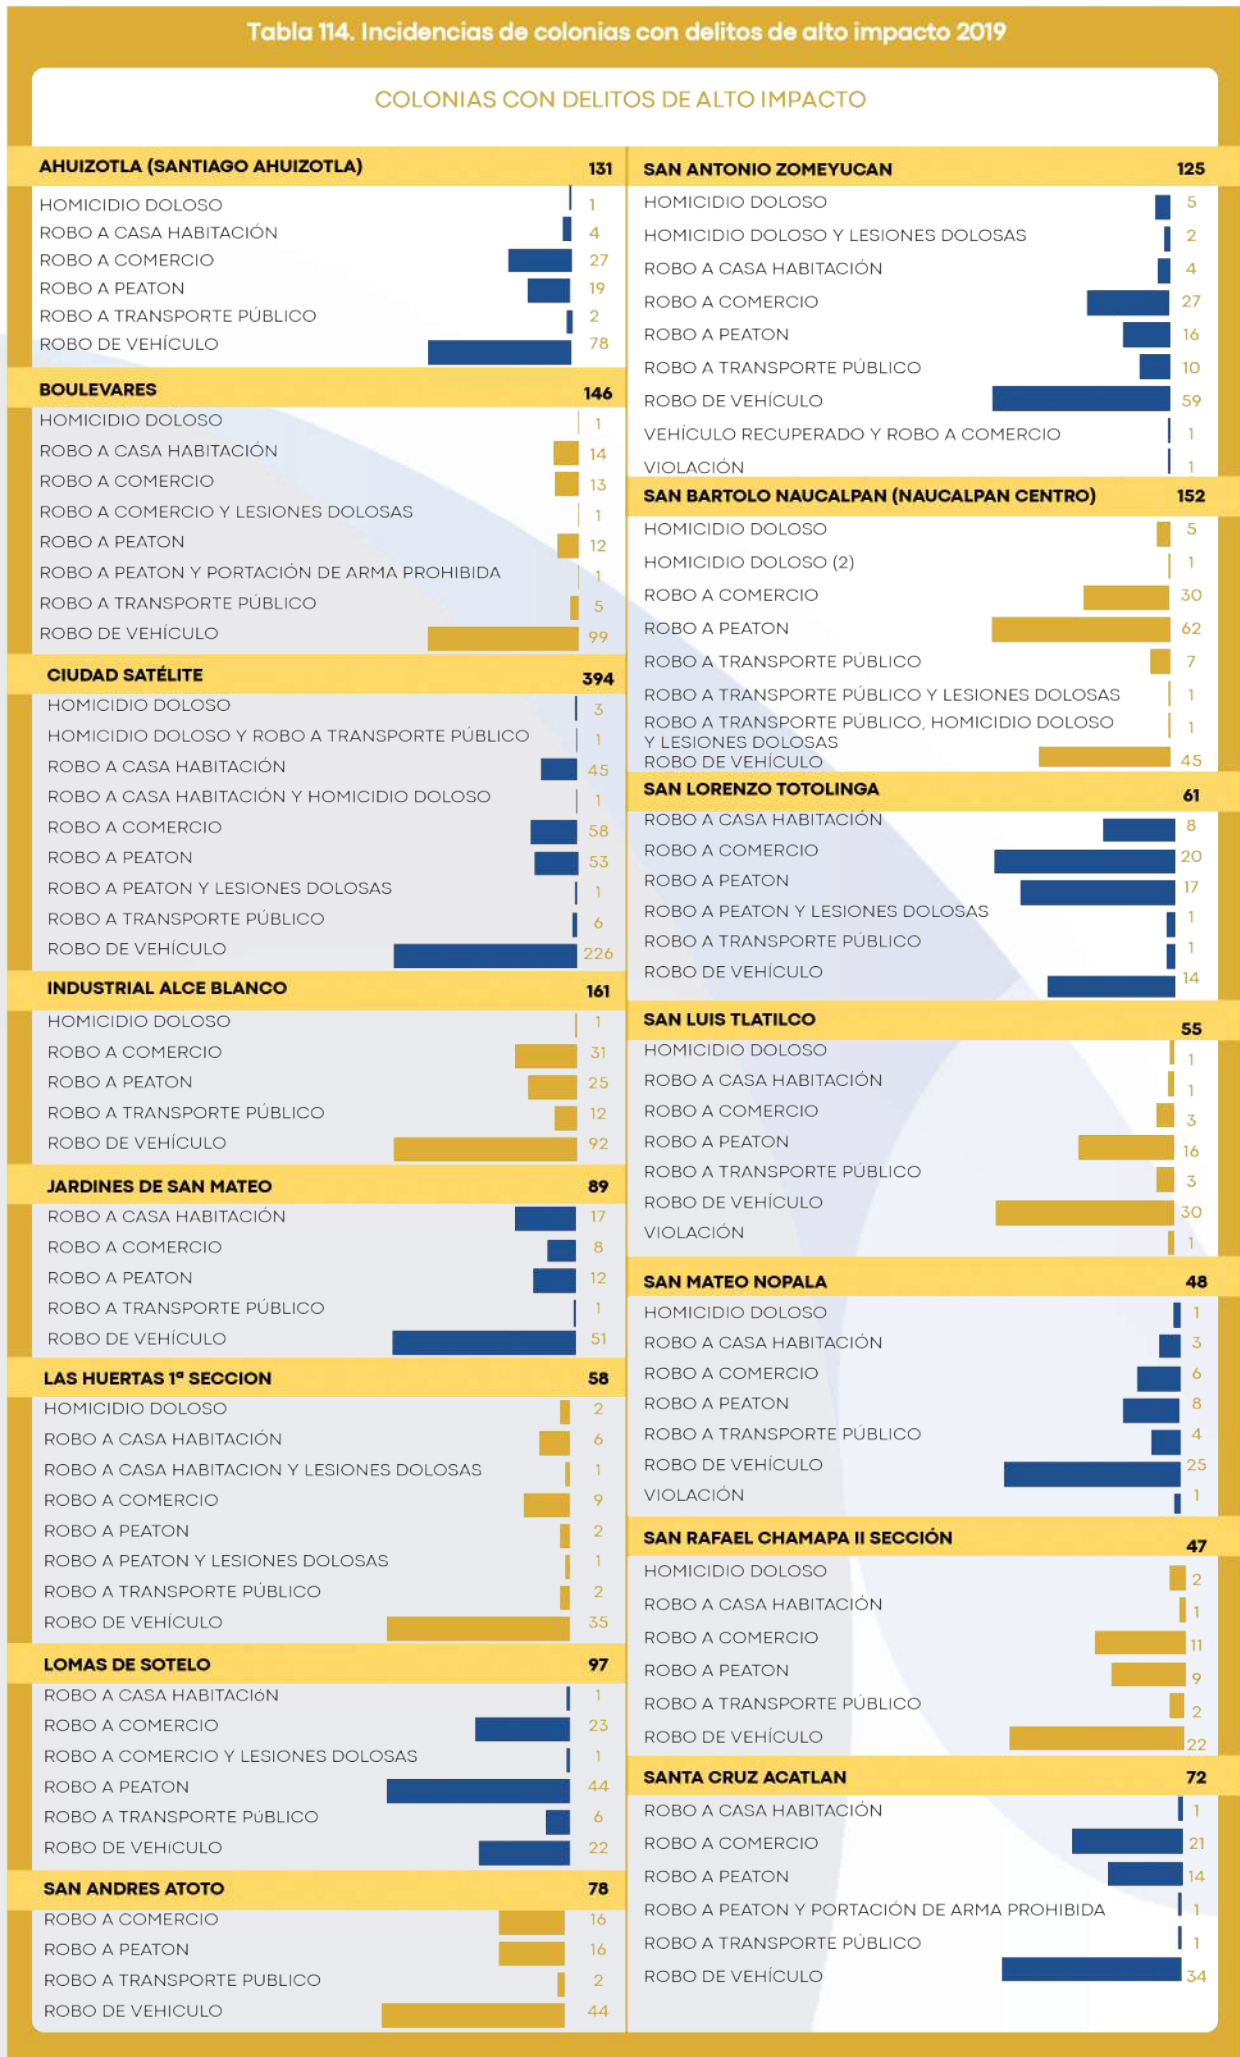 Tabla 114. Incidencias de colonias con delitos de alto impacto 2019
COLONIAS CON DELITOS DE ALTO IMPACTO
AHUIZOTLA (SANTIAGO AHUIZOTLA) 131
HOMICIDIO DOLOSO 1
ROBO A CASA HABITACIÓN 4
ROBO A COMERCIO 27
ROBO A PEATON 19
ROBO A TRANSPORTE PÚBLICO 2
ROBO DE VEHÍCULO 78
BOULEVARES 146
HOMICIDIO DOLOSO 1
ROBO A CASA HABITACIÓN 14
ROBO A COMERCIO 13
ROBO A COMERCIO Y LESIONES DOLOSAS 1
ROBO A PEATON 12
ROBO A PEATON Y PORTACIÓN DE ARMA PROHIBIDA 1
ROBO A TRANSPORTE PÚBLICO 5
ROBO DE VEHÍCULO 99
CIUDAD SATÉLITE 394
HOMICIDIO DOLOSO 3
HOMICIDIO DOLOSO Y ROBO A TRANSPORTE PÚBLICO 1
ROBO A CASA HABITACIÓN 45
ROBO A CASA HABITACIÓN Y HOMICIDIO DOLOSO 1
ROBO A COMERCIO 58
ROBO A PEATON 53
ROBO A PEATON Y LESIONES DOLOSAS 1
ROBO A TRANSPORTE PÚBLICO 6
ROBO DE VEHÍCULO 226
INDUSTRIAL ALCE BLANCO 161
HOMICIDIO DOLOSO 1
ROBO A COMERCIO 31
ROBO A PEATON 25
ROBO A TRANSPORTE PÚBLICO 12
ROBO DE VEHÍCULO 92
JARDINES DE SAN MATEO 89
ROBO A CASA HABITACIÓN 17
ROBO A COMERCIO 8
ROBO A PEATON 12
ROBO A TRANSPORTE PÚBLICO 1
ROBO DE VEHÍCULO 51
LAS HUERTAS 1ª SECCION 58
HOMICIDIO DOLOSO 2
ROBO A CASA HABITACIÓN 6
ROBO A CASA HABITACION Y LESIONES DOLOSAS 1
ROBO A COMERCIO 9
ROBO A PEATON 2
ROBO A PEATON Y LESIONES DOLOSAS 1
ROBO A TRANSPORTE PÚBLICO 2
ROBO DE VEHÍCULO 35
LOMAS DE SOTELO 97
ROBO A CASA HABITACIóN 1
ROBO A COMERCIO 23
ROBO A COMERCIO Y LESIONES DOLOSAS 1
ROBO A PEATON 44
ROBO A TRANSPORTE PúBLICO 6
ROBO DE VEHíCULO 22
SAN ANDRES ATOTO 78
ROBO A COMERCIO 16
ROBO A PEATON 16
ROBO A TRANSPORTE PUBLICO 2
ROBO DE VEHICULO 44
SAN ANTONIO ZOMEYUCAN 125
HOMICIDIO DOLOSO 5
HOMICIDIO DOLOSO Y LESIONES DOLOSAS 2
ROBO A CASA HABITACIÓN 4
ROBO A COMERCIO 27
ROBO A PEATON 16
ROBO A TRANSPORTE PÚBLICO 10
ROBO DE VEHÍCULO 59
VEHÍCULO RECUPERADO Y ROBO A COMERCIO 1
VIOLACIÓN 1
SAN BARTOLO NAUCALPAN (NAUCALPAN CENTRO) 152
HOMICIDIO DOLOSO 5
HOMICIDIO DOLOSO (2) 1
ROBO A COMERCIO 30
ROBO A PEATON 62
ROBO A TRANSPORTE PÚBLICO 7
ROBO A TRANSPORTE PÚBLICO Y LESIONES DOLOSAS 1
ROBO A TRANSPORTE PÚBLICO, HOMICIDIO DOLOSO 1
Y LESIONES DOLOSAS
ROBO DE VEHÍCULO 45
SAN LORENZO TOTOLINGA 61
ROBO A CASA HABITACIÓN 8
ROBO A COMERCIO 20
ROBO A PEATON 17
ROBO A PEATON Y LESIONES DOLOSAS 1
ROBO A TRANSPORTE PÚBLICO 1
ROBO DE VEHÍCULO 14
SAN LUIS TLATILCO 55
HOMICIDIO DOLOSO 1
ROBO A CASA HABITACIÓN 1
ROBO A COMERCIO 3
ROBO A PEATON 16
ROBO A TRANSPORTE PÚBLICO 3
ROBO DE VEHÍCULO 30
VIOLACIÓN 1
SAN MATEO NOPALA 48
HOMICIDIO DOLOSO 1
ROBO A CASA HABITACIÓN 3
ROBO A COMERCIO 6
ROBO A PEATON 8
ROBO A TRANSPORTE PÚBLICO 4
ROBO DE VEHÍCULO 25
VIOLACIÓN 1
SAN RAFAEL CHAMAPA II SECCIÓN 47
HOMICIDIO DOLOSO 2
ROBO A CASA HABITACIÓN 1
ROBO A COMERCIO 11
ROBO A PEATON 9
ROBO A TRANSPORTE PÚBLICO 2
ROBO DE VEHÍCULO 22
SANTA CRUZ ACATLAN 72
ROBO A CASA HABITACIÓN 1
ROBO A COMERCIO 21
ROBO A PEATON 14
ROBO A PEATON Y PORTACIÓN DE ARMA PROHIBIDA 1
ROBO A TRANSPORTE PÚBLICO 1
ROBO DE VEHÍCULO 34